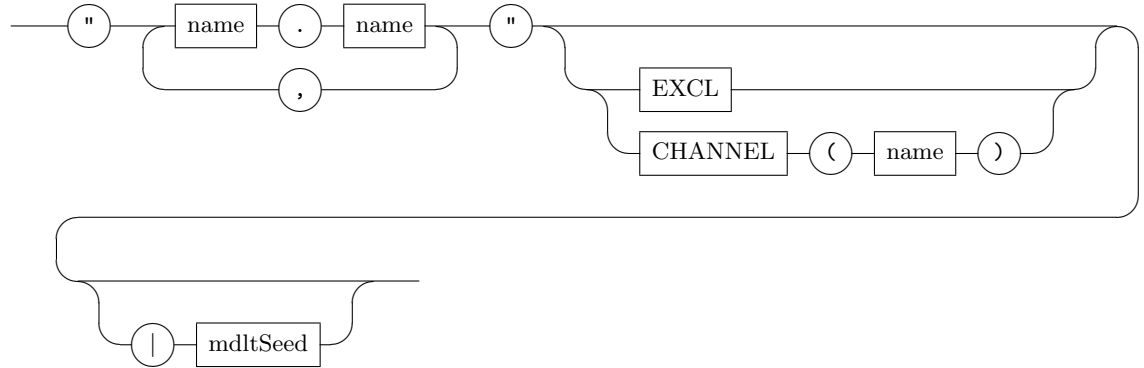 " name . name "
,
EXCL
CHANNEL ( name )
| mdltSeed